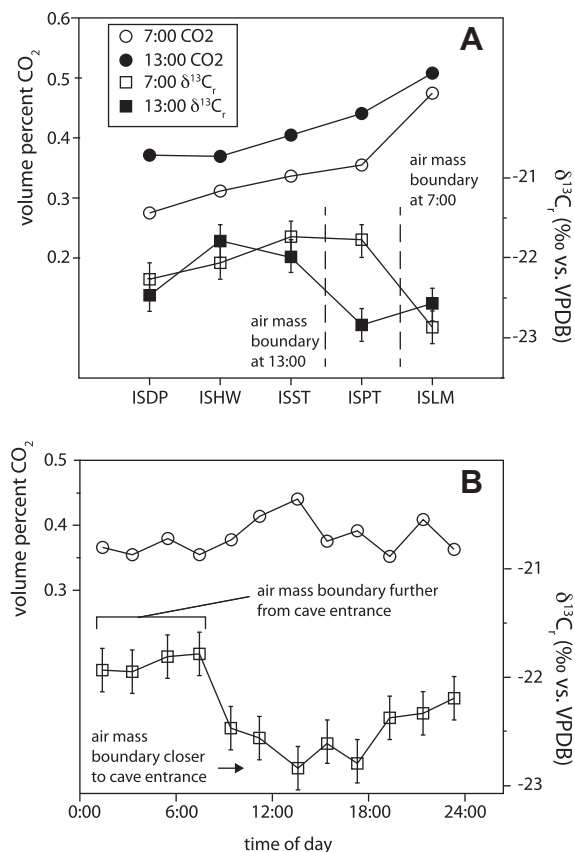 A
7:00 CO2
13:00 CO2
7:00 δ13Cr
13:00 δ13Cr
volume percent CO2
0.6
0.5
0.4
0.3
0.2
air mass
boundary
at 7:00
air mass
boundary
at 13:00
-21
-22
-23
δ13Cr (‰ vs. VPDB)
ISDP ISHW ISST ISPT ISLM
B
volume percent CO2
0.5
0.4
0.3
air mass boundary further
from cave entrance
air mass
boundary closer
to cave entrance
-21
-22
-23
δ13Cr (‰ vs. VPDB)
0:00 6:00 12:00 18:00 24:00
time of day